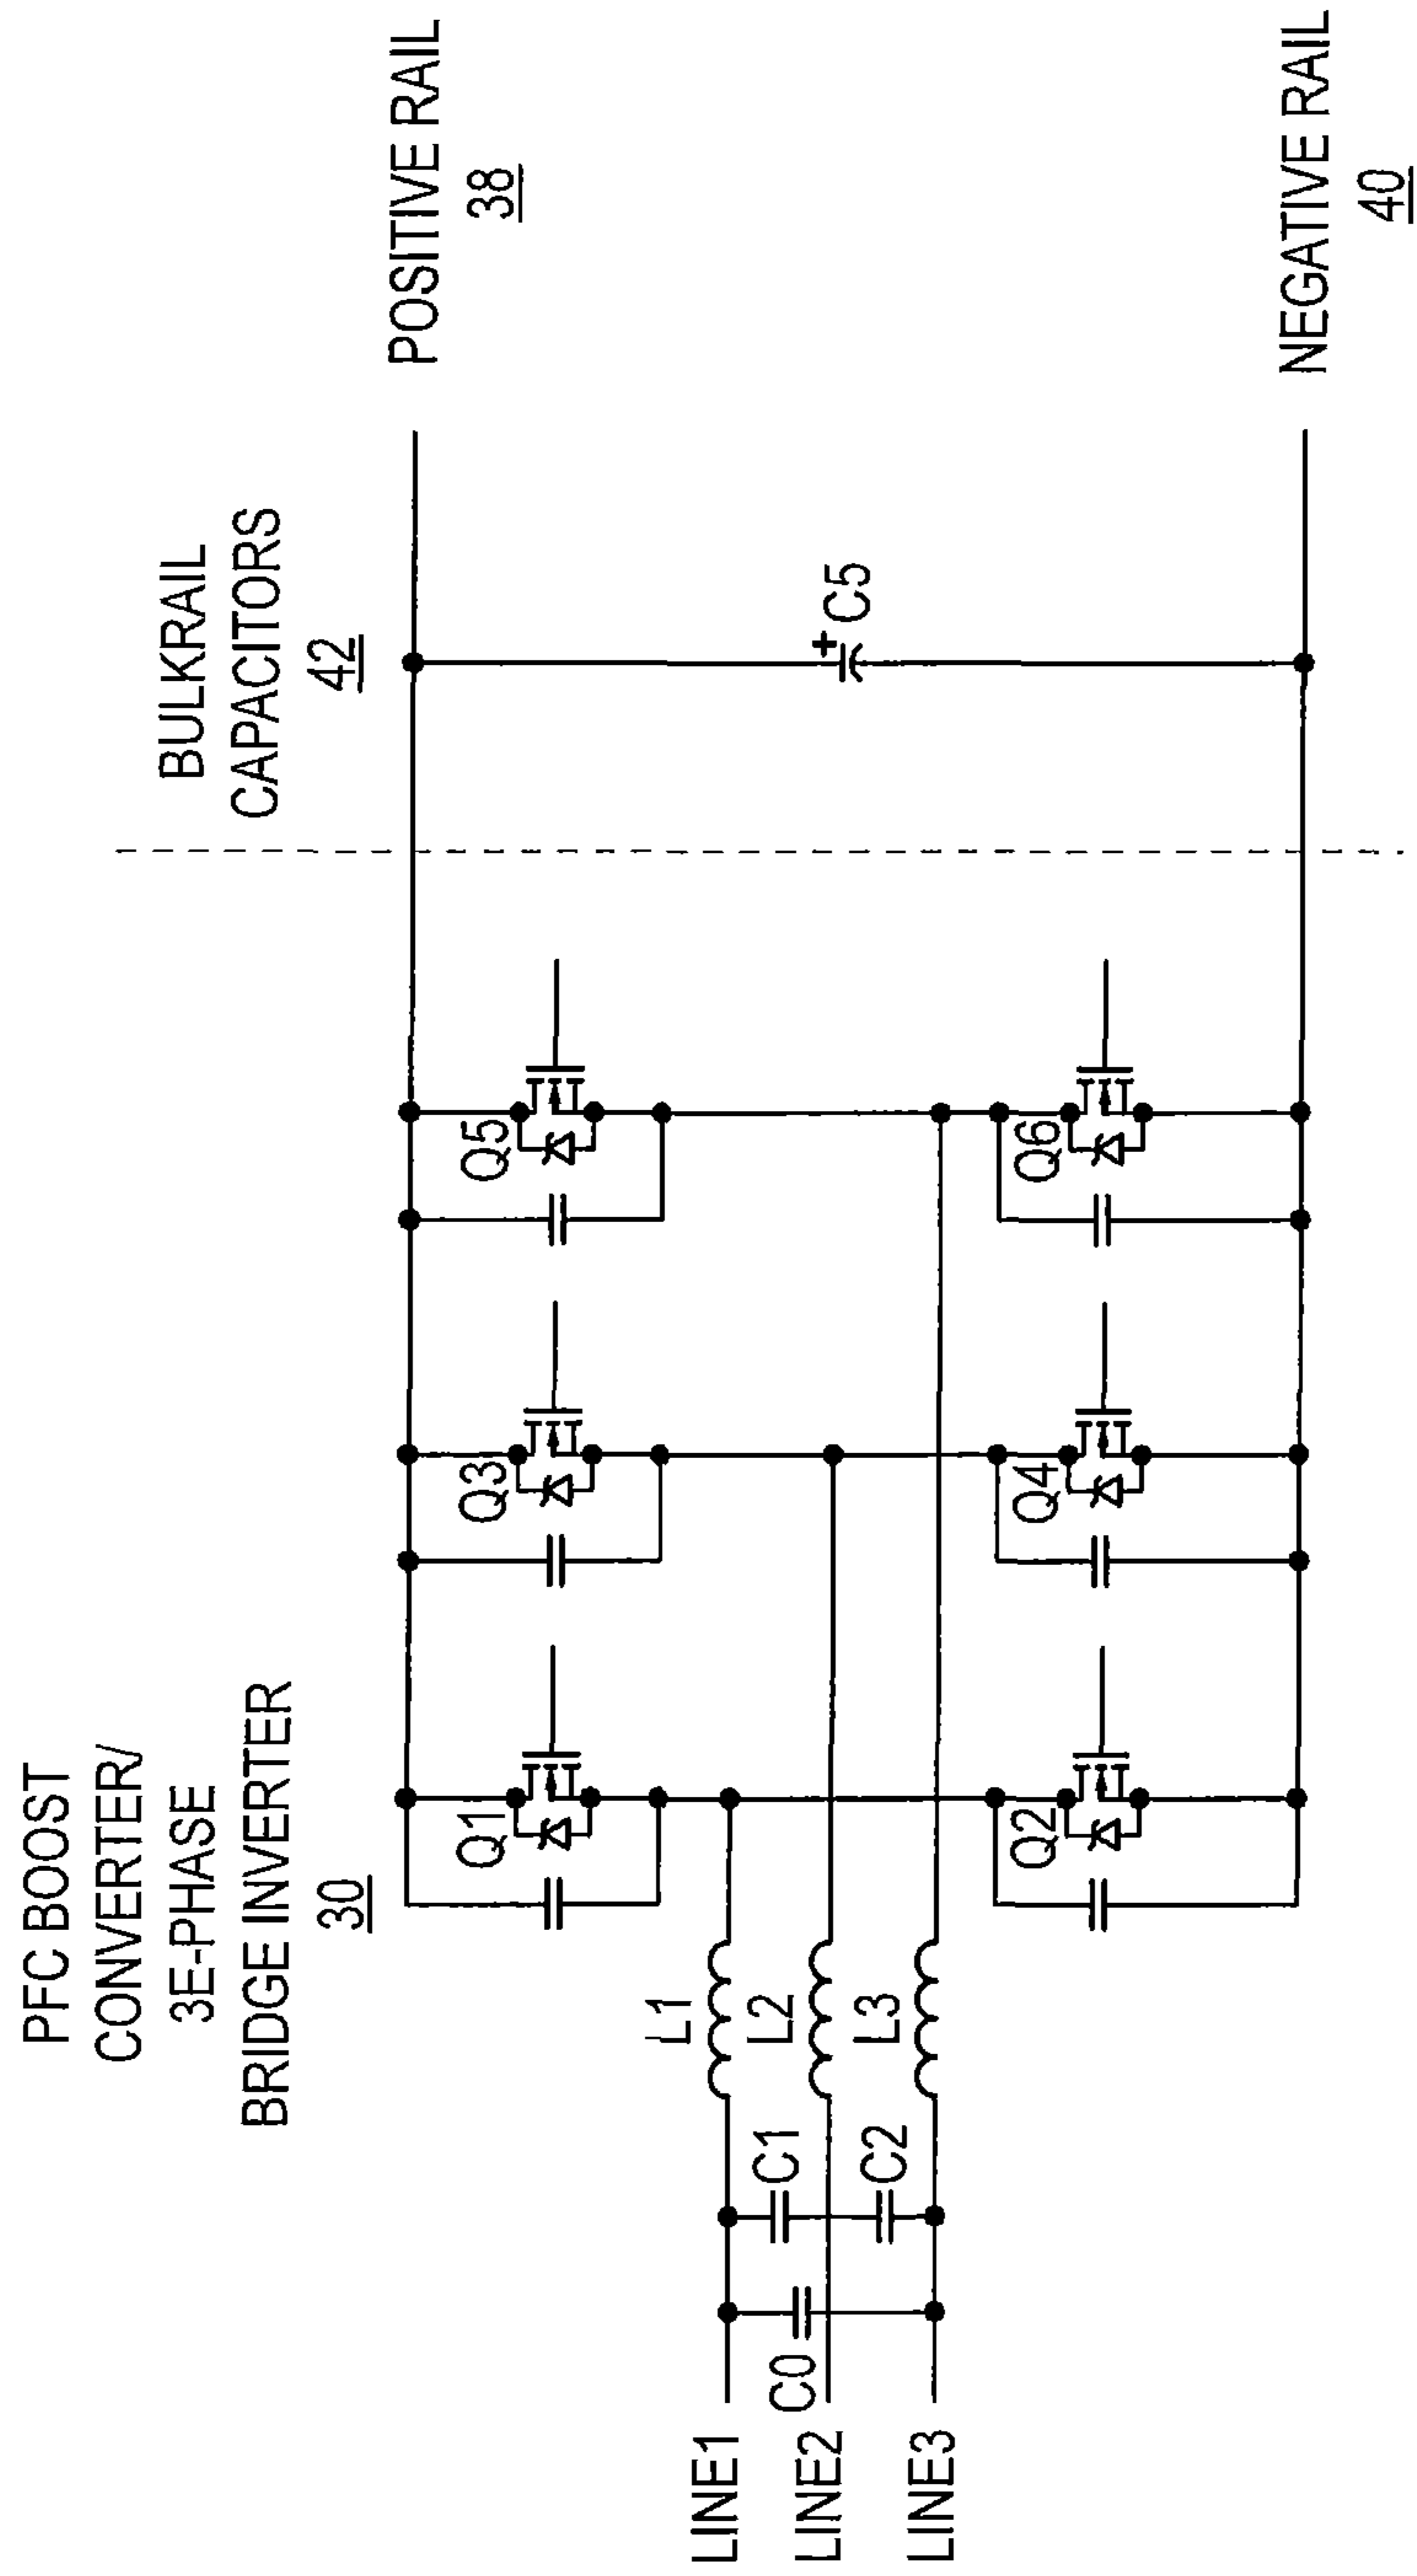 PFC BOOST
CONVERTER/
3E-PHASE
BRIDGE INVERTER
30
BULKRAIL
CAPACITORS
42
POSITIVE RAIL
38
Q1
Q3
Q5
C5
+
LINE1
LINE2
LINE3
C0
C1
C2
L1
L2
L3
Q2
Q4
Q6
NEGATIVE RAIL
40